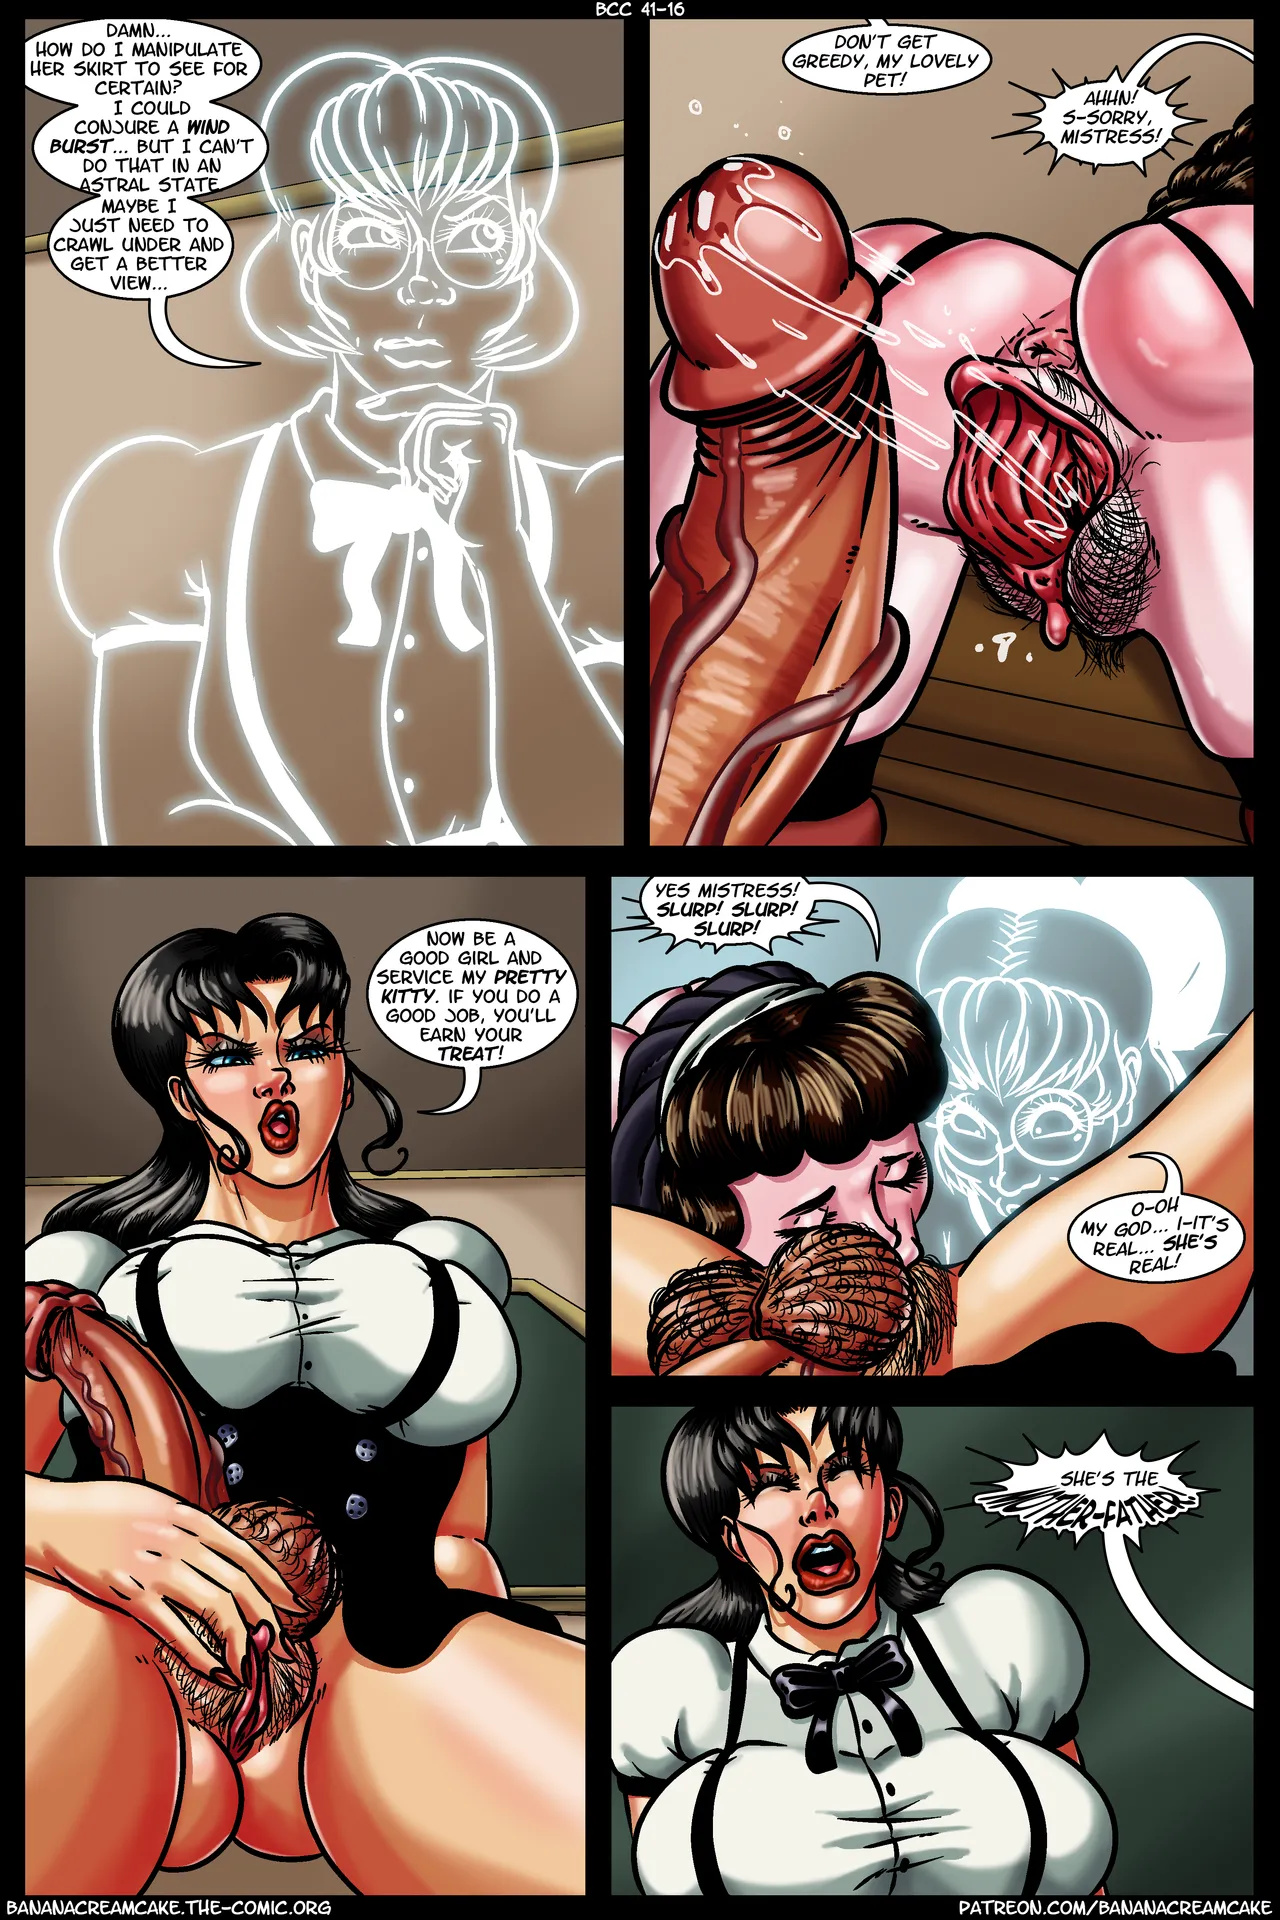 BCC 41-16
DAMN...
HOW DO I MANIPULATE
HER SKIRT TO SEE FOR
CERTAIN?
I COULD
CONJURE A WIND
BURST... BUT I CAN'T
DO THAT IN AN
ASTRAL STATE.
MAYBE I
JUST NEED TO
CRAWL UNDER AND
GET A BETTER
VIEW...
DON'T GET
GREEDY, MY LOVELY
PET!
AHHN!
S-SORRY,
MISTRESS!
NOW BE A
GOOD GIRL AND
SERVICE MY PRETTY
KITTY. IF YOU DO A
GOOD JOB, YOU'LL
EARN YOUR
TREAT!
YES MISTRESS!
SLURP! SLURP!
SLURP!
O-OH
MY GOD... I-IT'S
REAL... SHE'S
REAL!
SHE'S THE
MOTHER-FATHER!
BANANACREAMCAKE.THE-COMIC.ORG
PATREON.COM/BANANACREAMCAKE